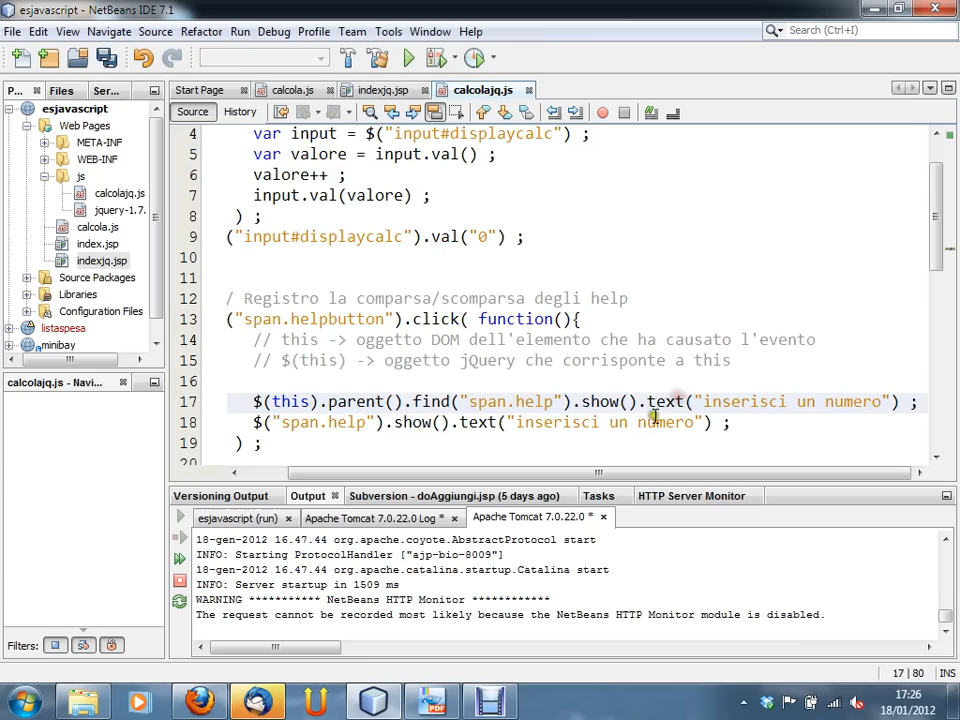 esjavascript - NetBeans IDE 7.1
File Edit View Navigate Source Refactor Run Debug Profile Team Tools Window Help
Search (Ctrl+I)
P... Files Ser...
Start Page calcola.js indexjq.jsp calcolajq.js
Source History
esjavascript
Web Pages
META-INF
WEB-INF
js
calcolajq.js
jquery-1.7.
calcola.js
index.jsp
indexjq.jsp
Source Packages
Libraries
Configuration Files
listaspesa
minibay
calcolajq.js - Navi...
Filters:
4 var input = $("input#displaycalc") ;
5 var valore = input.val() ;
6 valore++ ;
7 input.val(valore) ;
8 ) ;
9 ("input#displaycalc").val("0") ;
10
11
12 / Registro la comparsa/scomparsa degli help
13 ("span.helpbutton").click( function(){
14 // this -> oggetto DOM dell'elemento che ha causato l'evento
15 // $(this) -> oggetto jQuery che corrisponte a this
16
17 $(this).parent().find("span.help").show().text("inserisci un numero") ;
18 $("span.help").show().text("inserisci un numero") ;
19 ) ;
20
Versioning Output Output Subversion - doAggiungi.jsp (5 days ago) Tasks HTTP Server Monitor
esjavascript (run) Apache Tomcat 7.0.22.0 Log * Apache Tomcat 7.0.22.0 *
18-gen-2012 16.47.44 org.apache.coyote.AbstractProtocol start
INFO: Starting ProtocolHandler ["ajp-bio-8009"]
18-gen-2012 16.47.44 org.apache.catalina.startup.Catalina start
INFO: Server startup in 1509 ms
WARNING *********** NetBeans HTTP Monitor ************
The request cannot be recorded most likely because the NetBeans HTTP Monitor module is disabled.
17 | 80 INS
PDF
17:26
18/01/2012